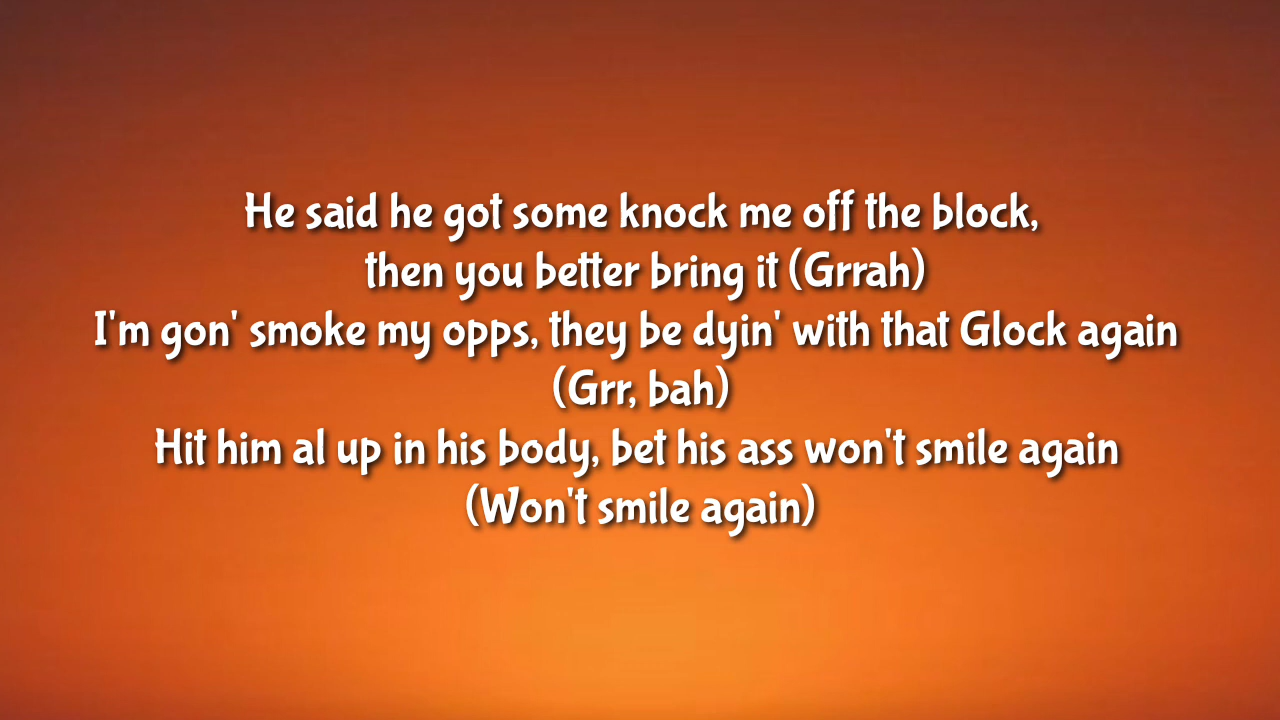 He said he got some knock me off the block,
then you better bring it (Grrah)
I'm gon' smoke my opps, they be dyin' with that Glock again
(Grr, bah)
Hit him al up in his body, bet his ass won't smile again
(Won't smile again)